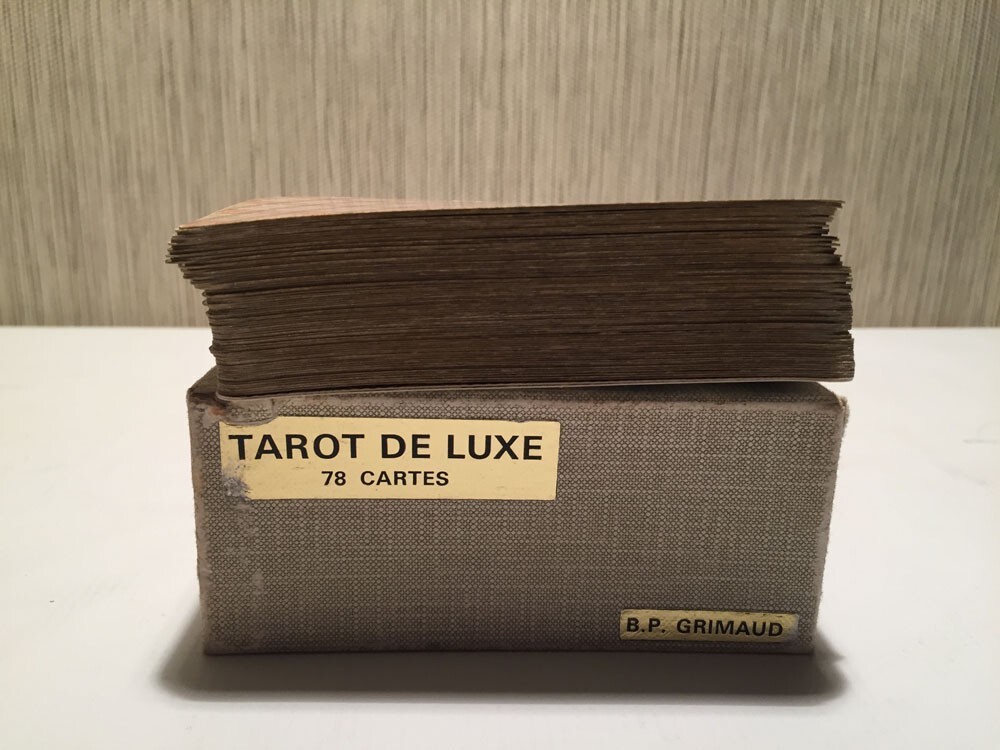 TAROT DE LUXE
78 CARTES
B.P. GRIMAUD